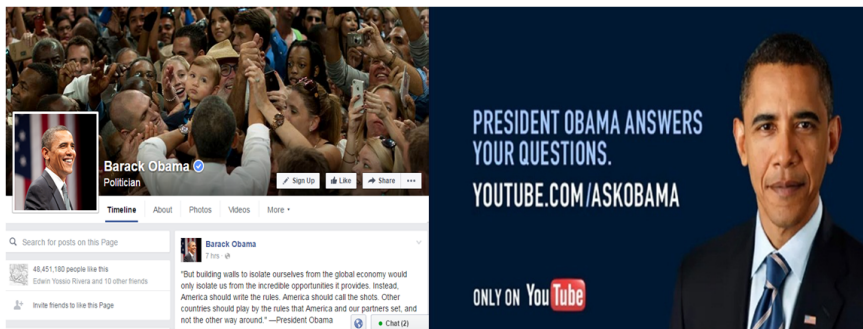 Barack Obama
Politician
Sign Up Like Share
Timeline About Photos Videos More
Search for posts on this Page
48,451,180 people like this
Edwin Yossio Rivera and 10 other friends
Invite friends to like this Page
Barack Obama
7 hrs
"But building walls to isolate ourselves from the global economy would
only isolate us from the incredible opportunities it provides. Instead,
America should write the rules. America should call the shots. Other
countries should play by the rules that America and our partners set, and
not the other way around." —President Obama
Chat (2)
PRESIDENT OBAMA ANSWERS
YOUR QUESTIONS.
YOUTUBE.COM/ASKOBAMA
ONLY ON YouTube